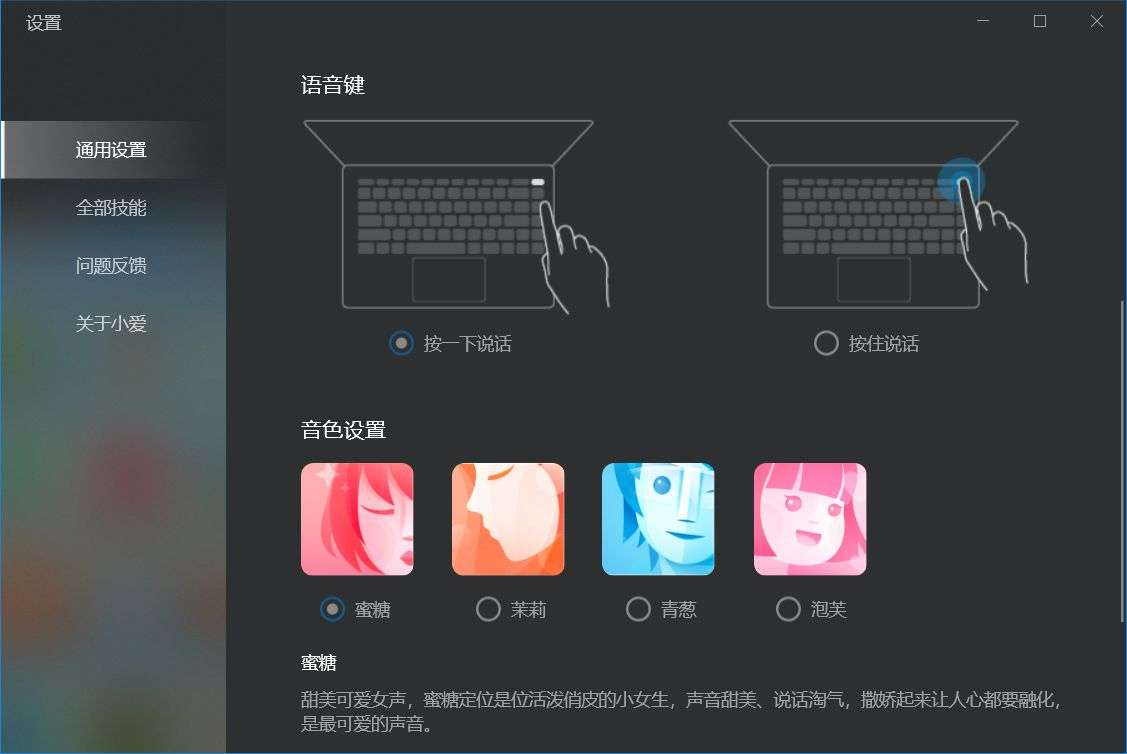 设置
通用设置
全部技能
问题反馈
关于小爱
语音键
按一下说话
按住说话
音色设置
蜜糖
茉莉
青葱
泡芙
蜜糖
甜美可爱女声，蜜糖定位是位活泼俏皮的小女生，声音甜美、说话淘气，撒娇起来让人心都要融化，
是最可爱的声音。